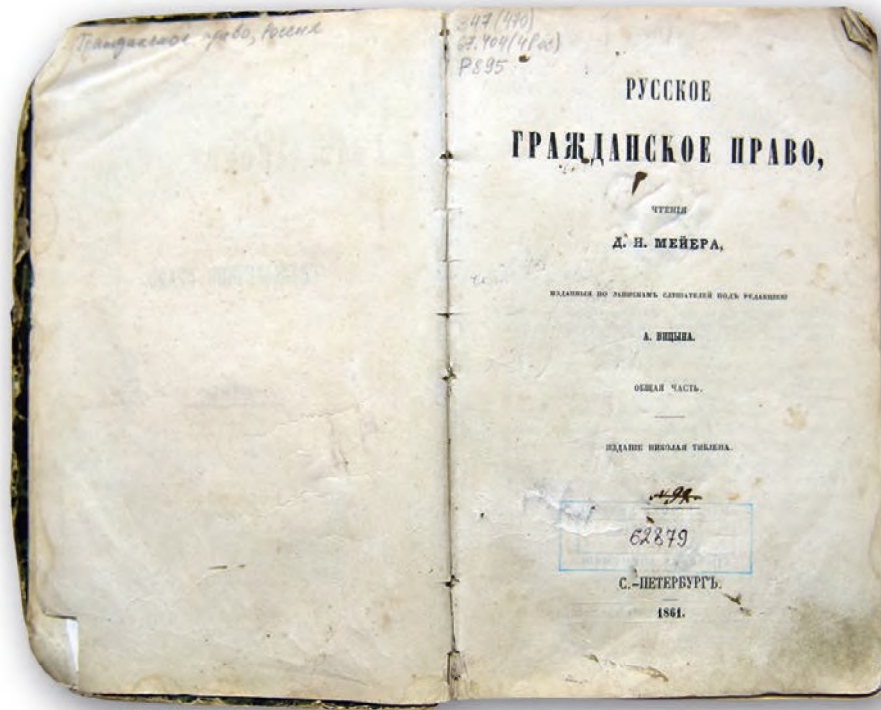 Гражданское право, Россия
347(470)
67.404(4Рос)
Р895
РУССКОЕ
ГРАЖДАНСКОЕ ПРАВО,
ЧТЕНІЯ
Д. И. МЕЙЕРА,
ИЗДАННЫЯ ПО ЗАПИСКАМЪ СЛУШАТЕЛЕЙ ПОДЪ РЕДАКЦІЕЮ
А. ВИЦЫНА.
ОБЩАЯ ЧАСТЬ.
ИЗДАНІЕ НИКОЛАЯ ТИБЛЕНА.
62879
С.-ПЕТЕРБУРГЪ.
1861.